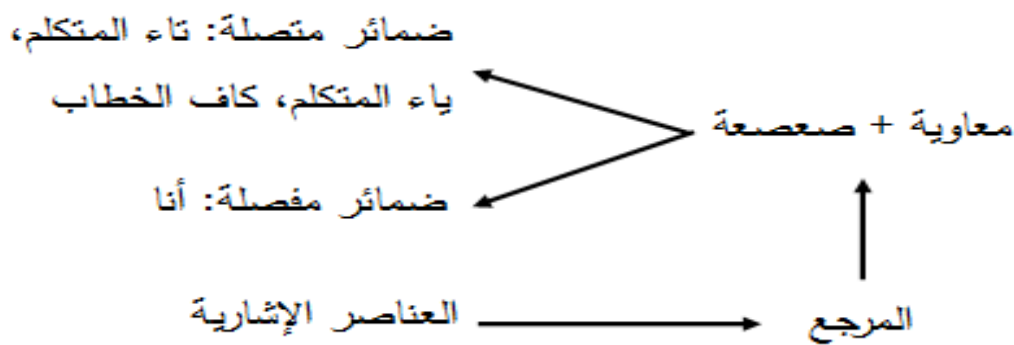 ضمائر متصلة: تاء المتكلم،
ياء المتكلم، كاف الخطاب
معاوية + صعصعة
ضمائر مفصلة: أنا
العناصر الإشارية
المرجع